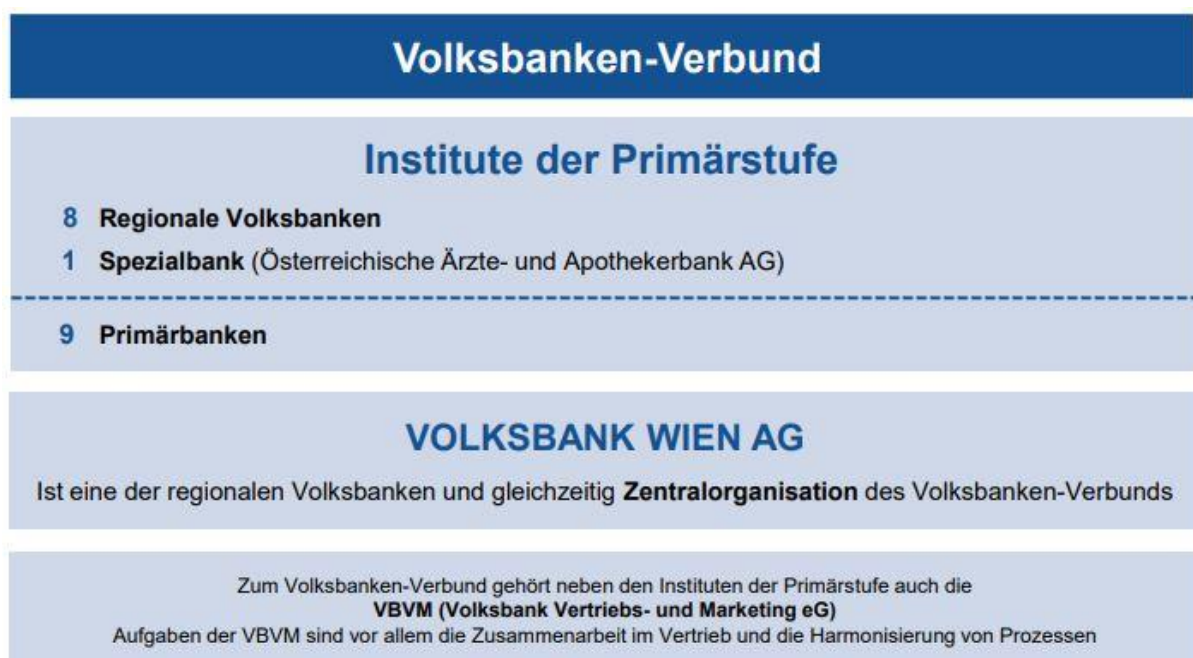 Volksbanken-Verbund
Institute der Primärstufe
8 Regionale Volksbanken
1 Spezialbank (Österreichische Ärzte- und Apothekerbank AG)
9 Primärbanken
VOLKSBANK WIEN AG
Ist eine der regionalen Volksbanken und gleichzeitig Zentralorganisation des Volksbanken-Verbunds
Zum Volksbanken-Verbund gehört neben den Instituten der Primärstufe auch die
VBVM (Volksbank Vertriebs- und Marketing eG)
Aufgaben der VBVM sind vor allem die Zusammenarbeit im Vertrieb und die Harmonisierung von Prozessen